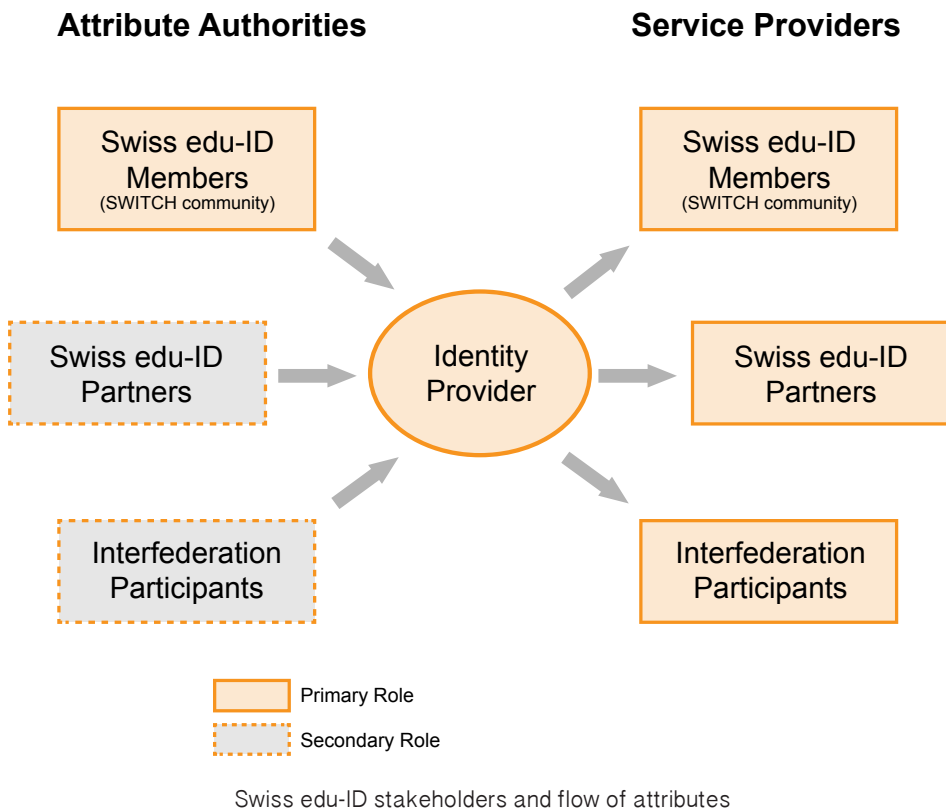 Attribute Authorities
Service Providers
Swiss edu-ID
Members
(SWITCH community)
Swiss edu-ID
Members
(SWITCH community)
Swiss edu-ID
Partners
Identity
Provider
Swiss edu-ID
Partners
Interfederation
Participants
Interfederation
Participants
Primary Role
Secondary Role
Swiss edu-ID stakeholders and flow of attributes